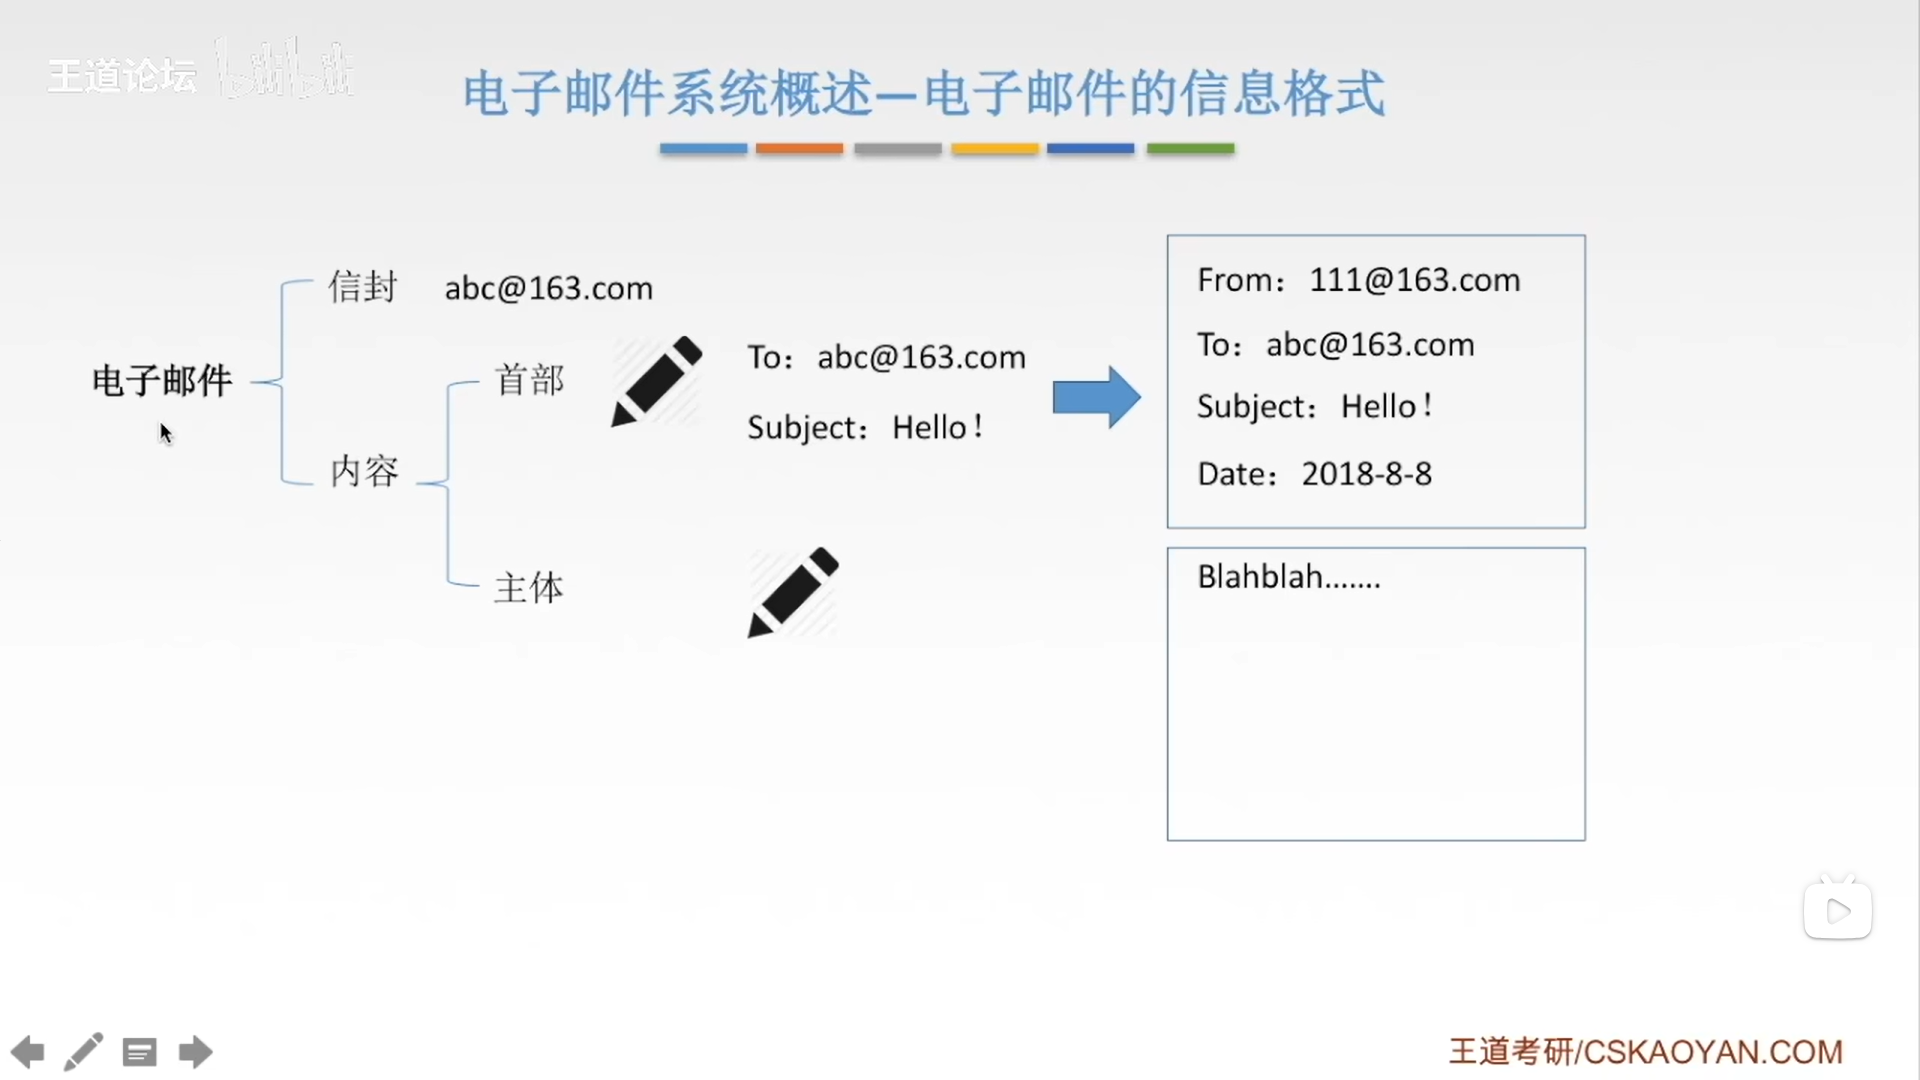 王道论坛 bilibili
电子邮件系统概述—电子邮件的信息格式
电子邮件
信封 abc@163.com
内容
首部
To：abc@163.com
Subject：Hello！
主体
From：111@163.com
To：abc@163.com
Subject：Hello！
Date：2018-8-8
Blahblah.......
王道考研/CSKAOYAN.COM